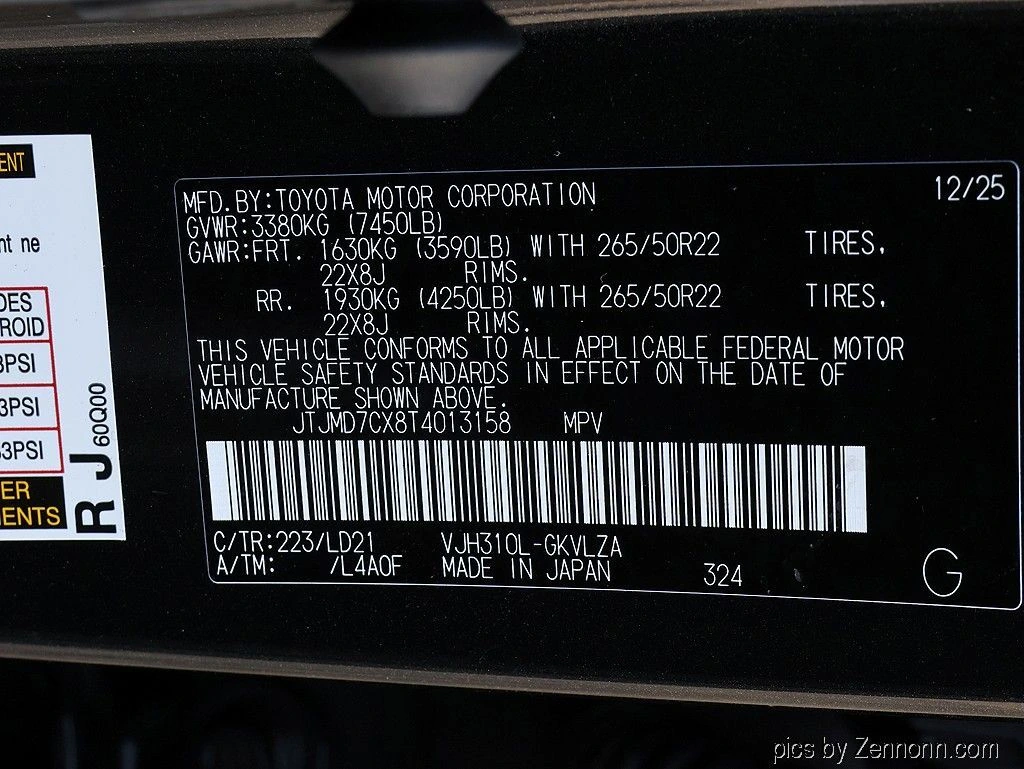 ENT
nt ne
DES
ROID
3PSI
3PSI
33PSI
ER
ENTS
R J 60Q00
MFD.BY:TOYOTA MOTOR CORPORATION 12/25
GVWR:3380KG (7450LB)
GAWR:FRT. 1630KG (3590LB) WITH 265/50R22 TIRES,
22X8J RIMS.
RR. 1930KG (4250LB) WITH 265/50R22 TIRES,
22X8J RIMS.
THIS VEHICLE CONFORMS TO ALL APPLICABLE FEDERAL MOTOR
VEHICLE SAFETY STANDARDS IN EFFECT ON THE DATE OF
MANUFACTURE SHOWN ABOVE.
JTJMD7CX8T4013158 MPV
C/TR:223/LD21 VJH310L-GKVLZA
A/TM: /L4A0F MADE IN JAPAN 324 G
pics by Zennonn.com